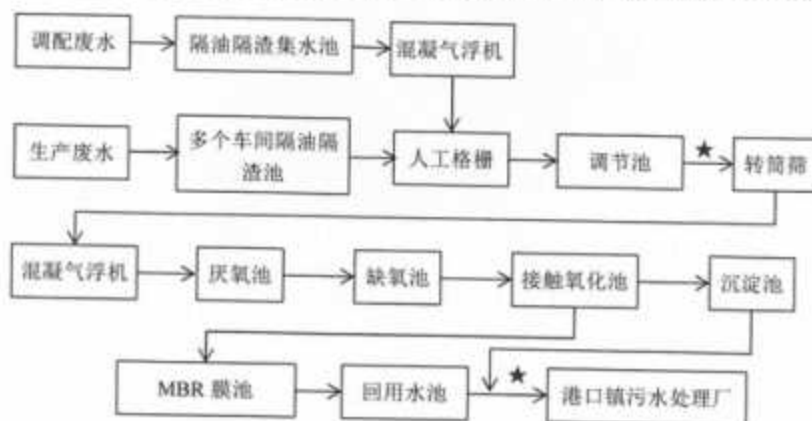 调配废水
隔油隔渣集水池
混凝气浮机
生产废水
多个车间隔油隔
渣池
人工格栅
调节池
★
转筒筛
混凝气浮机
厌氧池
缺氧池
接触氧化池
沉淀池
MBR 膜池
回用水池
★
港口镇污水处理厂